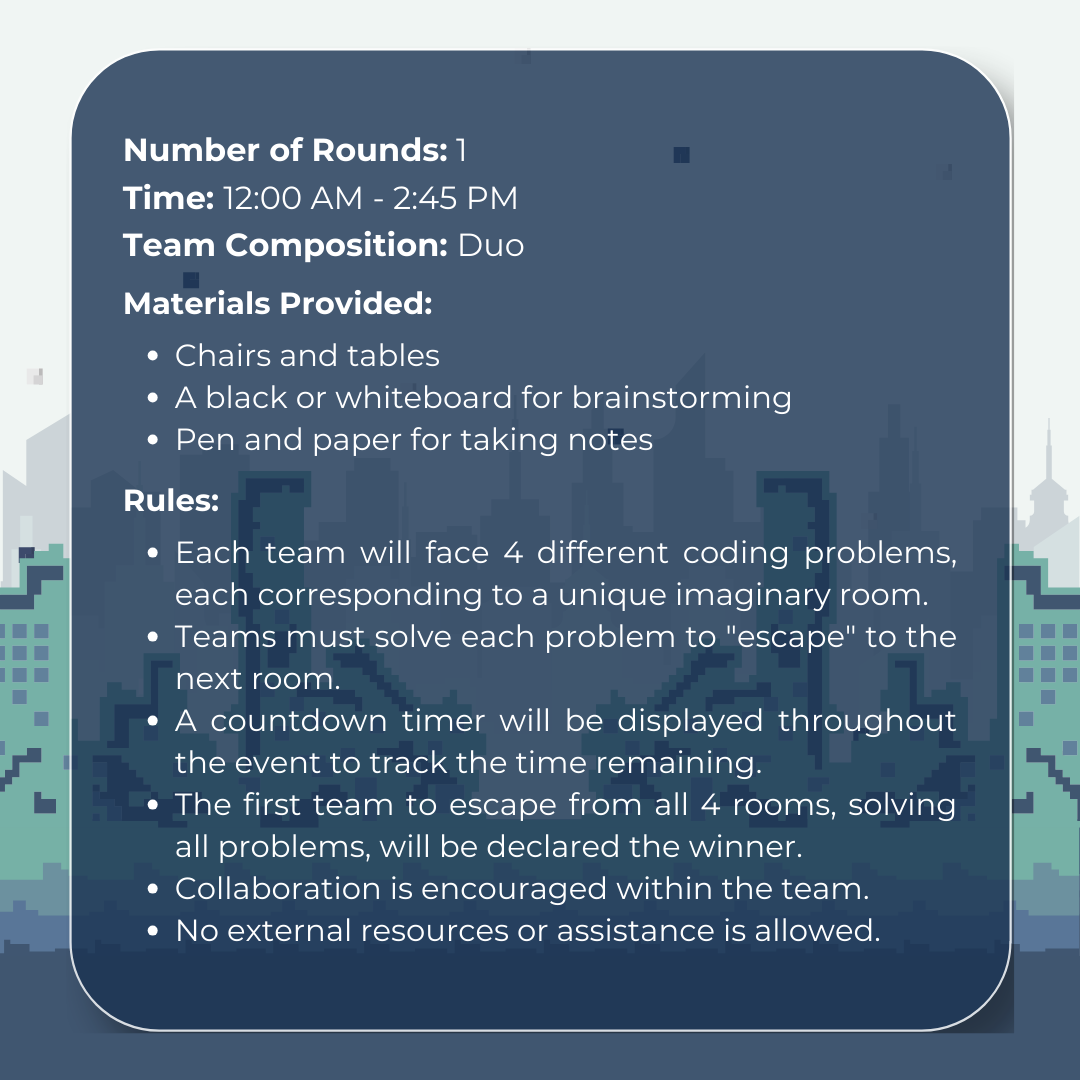 Number of Rounds: 1
Time: 12:00 AM - 2:45 PM
Team Composition: Duo
Materials Provided:
• Chairs and tables
• A black or whiteboard for brainstorming
• Pen and paper for taking notes
Rules:
• Each team will face 4 different coding problems,
each corresponding to a unique imaginary room.
• Teams must solve each problem to "escape" to the
next room.
• A countdown timer will be displayed throughout
the event to track the time remaining.
• The first team to escape from all 4 rooms, solving
all problems, will be declared the winner.
• Collaboration is encouraged within the team.
• No external resources or assistance is allowed.